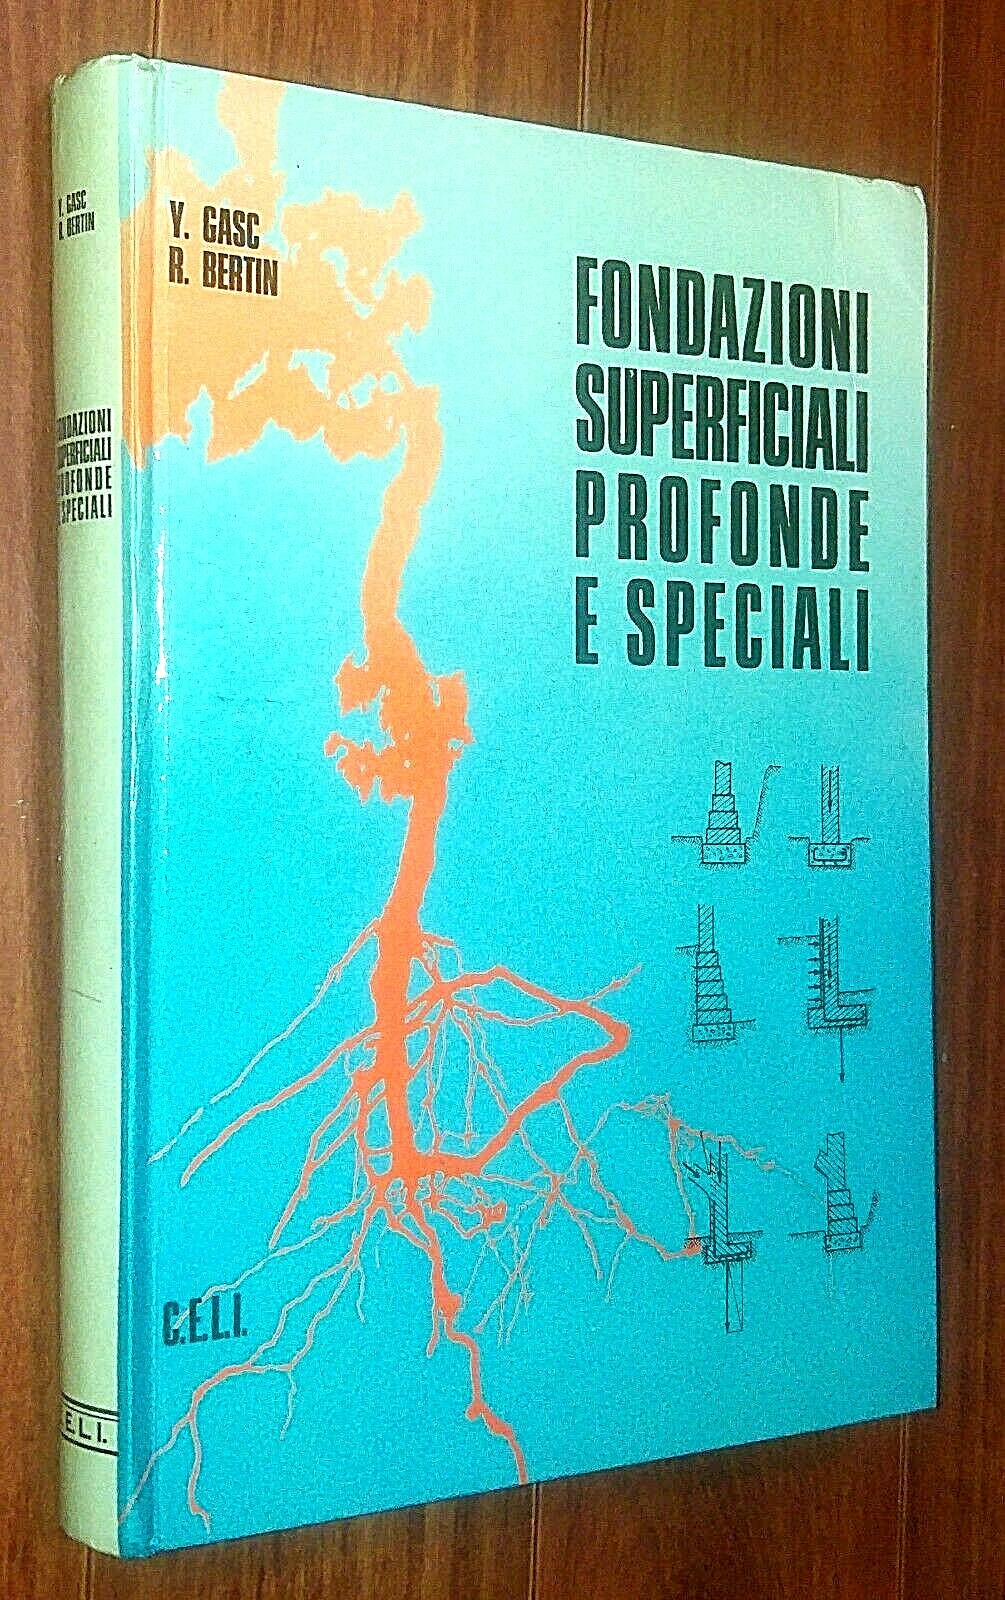 Y. GASC
R. BERTIN
FONDAZIONI
SUPERFICIALI
PROFONDE
E SPECIALI
C.E.L.I.
Y. GASC
R. BERTIN
FONDAZIONI
SUPERFICIALI
PROFONDE
E SPECIALI
.E.L.I.